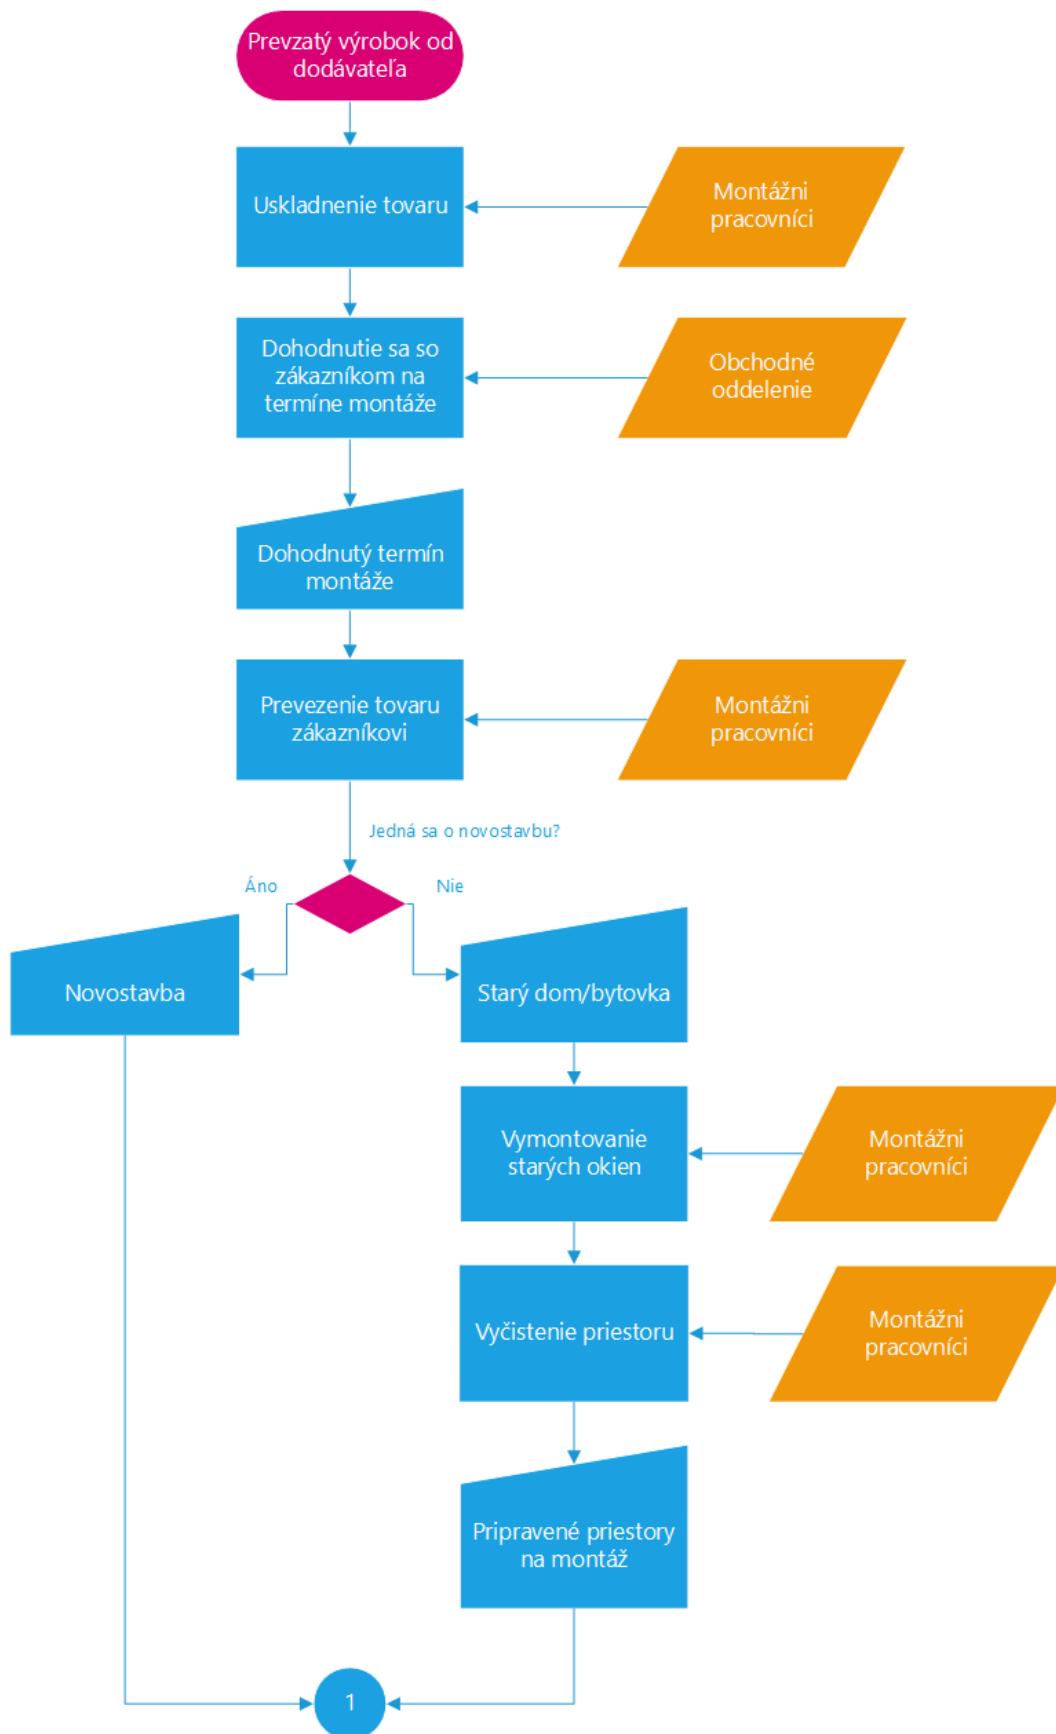 Prevzatý výrobok od
dodávateľa
Uskladnenie tovaru
Montážni
pracovníci
Dohodnutie sa so
zákazníkom na
termíne montáže
Obchodné
oddelenie
Dohodnutý termín
montáže
Prevezenie tovaru
zákazníkovi
Montážni
pracovníci
Jedná sa o novostavbu?
Áno
Nie
Novostavba
Starý dom/bytovka
Vymontovanie
starých okien
Montážni
pracovníci
Vyčistenie priestoru
Montážni
pracovníci
Pripravené priestory
na montáž
1